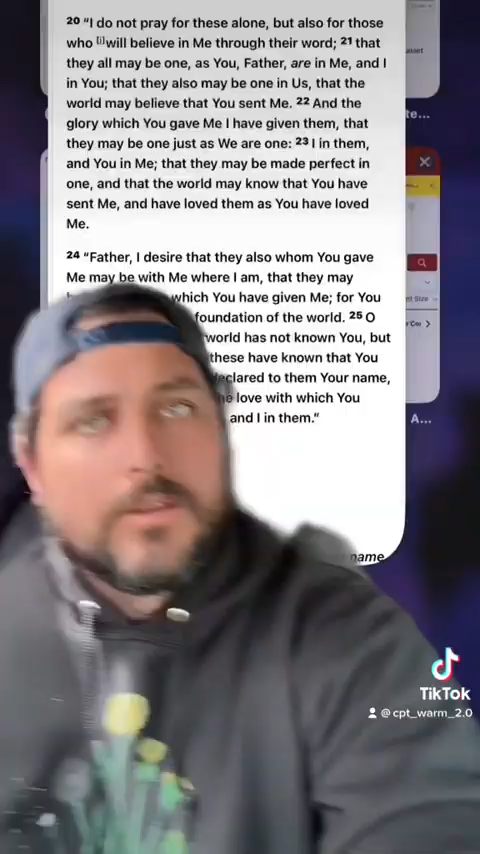 20 “I do not pray for these alone, but also for those
who [i]will believe in Me through their word; 21 that
they all may be one, as You, Father, are in Me, and I
in You; that they also may be one in Us, that the
world may believe that You sent Me. 22 And the
glory which You gave Me I have given them, that
they may be one just as We are one: 23 I in them,
and You in Me; that they may be made perfect in
one, and that the world may know that You have
sent Me, and have loved them as You have loved
Me.
24 “Father, I desire that they also whom You gave
Me may be with Me where I am, that they may
which You have given Me; for You
foundation of the world. 25 O
world has not known You, but
these have known that You
declared to them Your name,
love with which You
and I in them.”
name
te...
Size
A...
TikTok
@cpt_warm_2.0